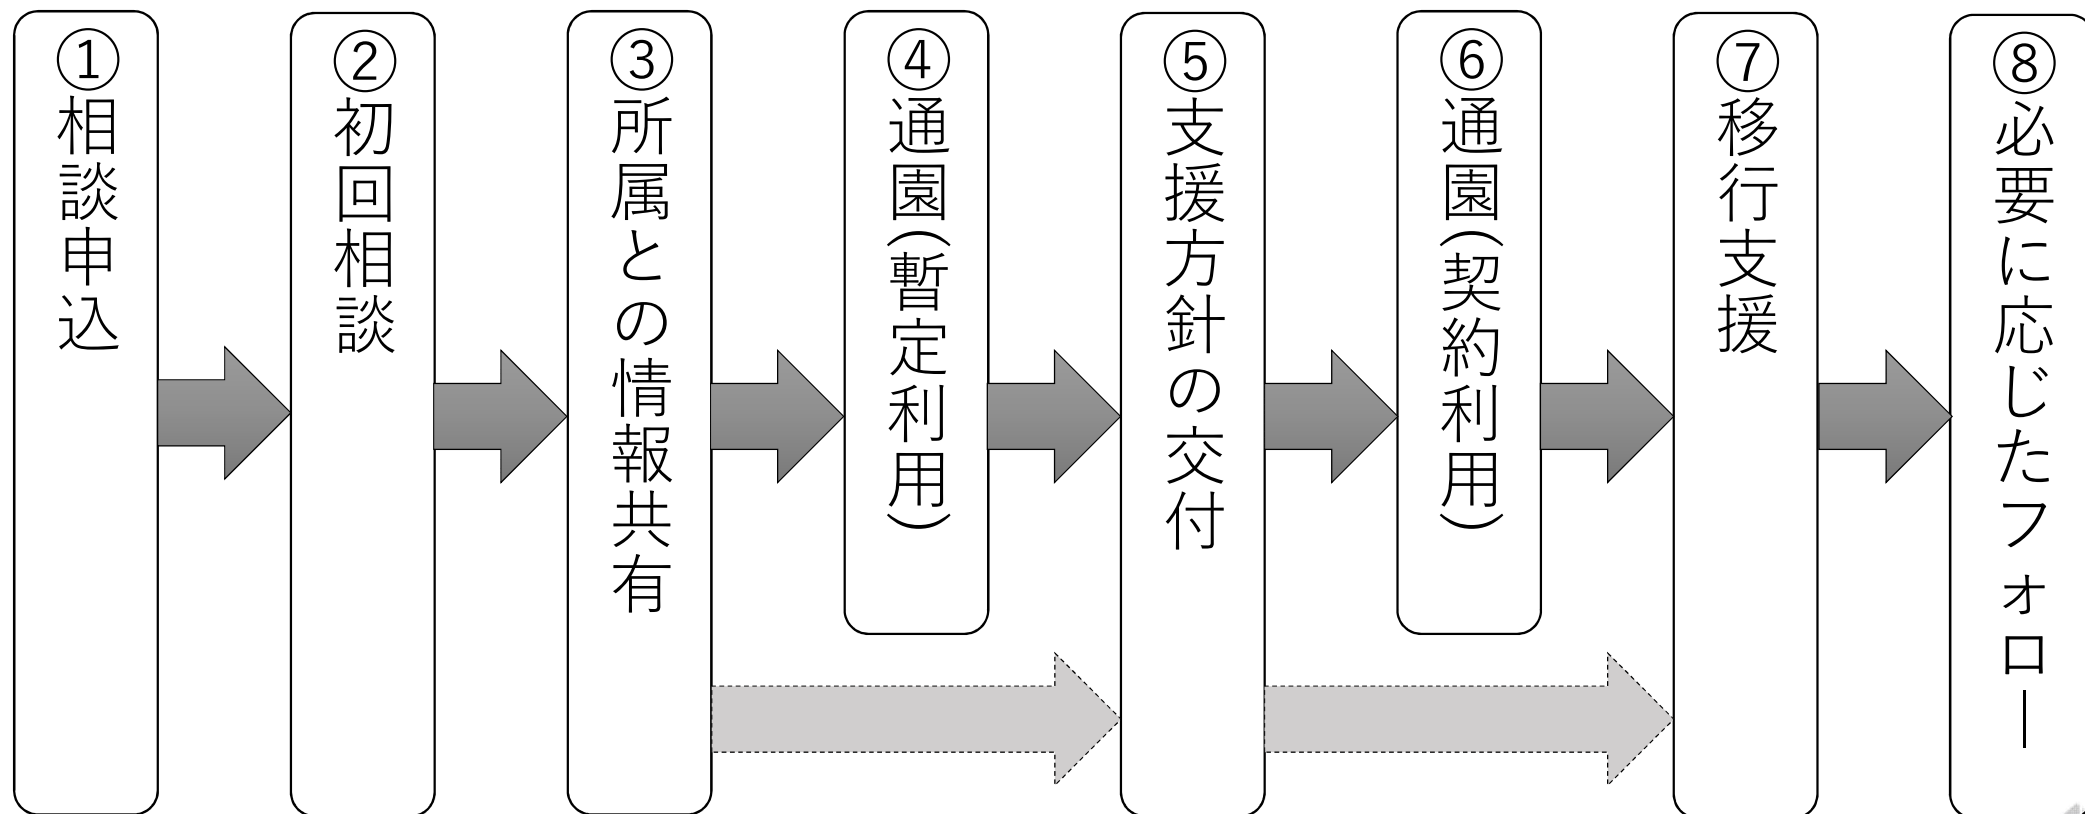 ①相談申込
②初回相談
③所属との情報共有
④通園(暫定利用)
⑤支援方針の交付
⑥通園(契約利用)
⑦移行支援
⑧必要に応じたフォロー